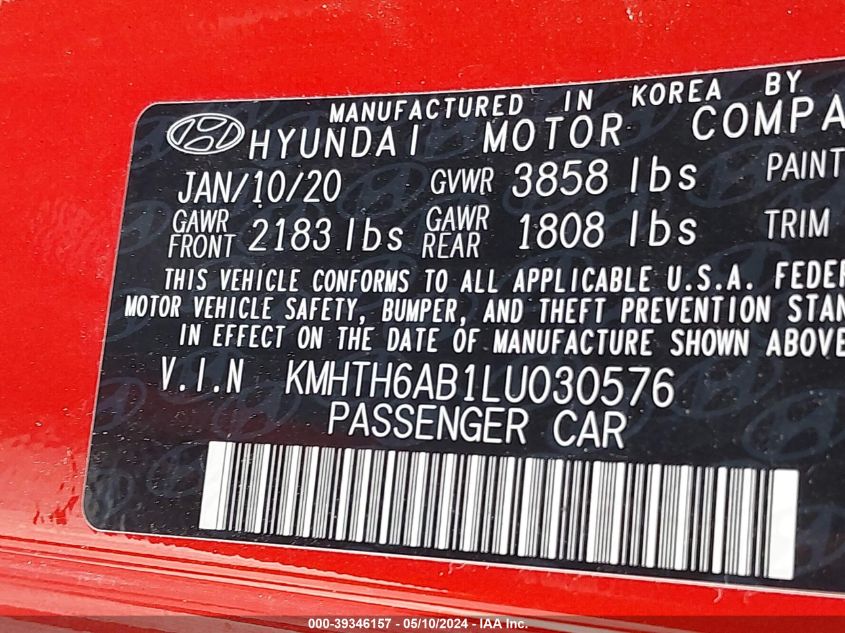 MANUFACTURED IN KOREA BY
HYUNDAI MOTOR COMPA
JAN/10/20 GVWR 3858 lbs PAINT
GAWR FRONT 2183 lbs GAWR REAR 1808 lbs TRIM
THIS VEHICLE CONFORMS TO ALL APPLICABLE U.S.A. FEDER
MOTOR VEHICLE SAFETY, BUMPER, AND THEFT PREVENTION STAN
IN EFFECT ON THE DATE OF MANUFACTURE SHOWN ABOVE
V.I.N KMHTH6AB1LU030576
PASSENGER CAR
000-39346157 - 05/10/2024 - IAA Inc.